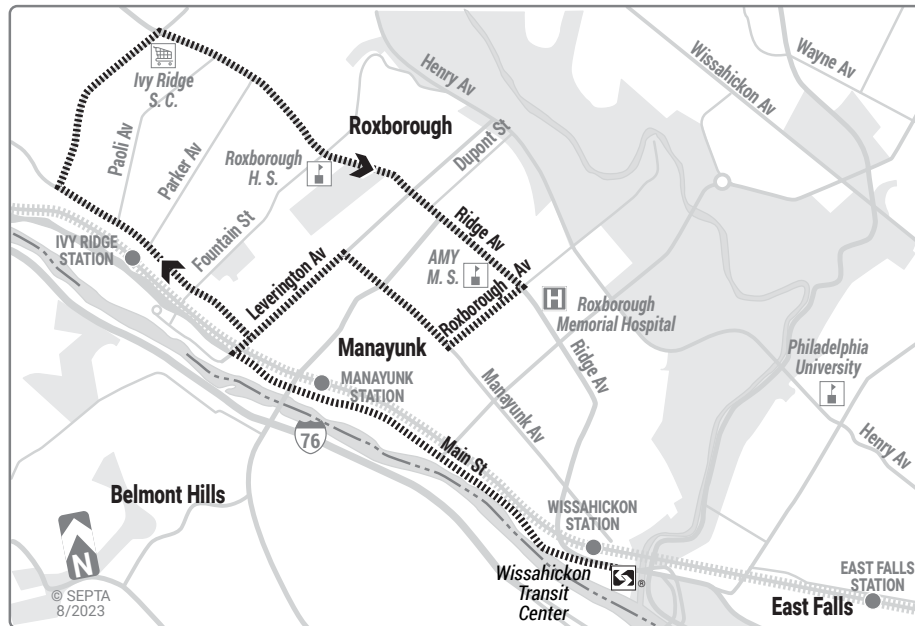 Wissahickon Av
Wayne Av
Henry Av
Ivy Ridge
S. C.
Paoli Av
Parker Av
Roxborough
Roxborough
H. S.
Dupont St
Fountain St
Ridge Av
IVY RIDGE
STATION
Leverington Av
AMY
M. S.
Roxborough Av
H
Roxborough
Memorial Hospital
Manayunk
MANAYUNK
STATION
Manayunk Av
Ridge Av
Philadelphia
University
Henry Av
76
Main St
Belmont Hills
N
© SEPTA
8/2023
WISSAHICKON
STATION
Wissahickon
Transit
Center
®
EAST FALLS
STATION
East Falls